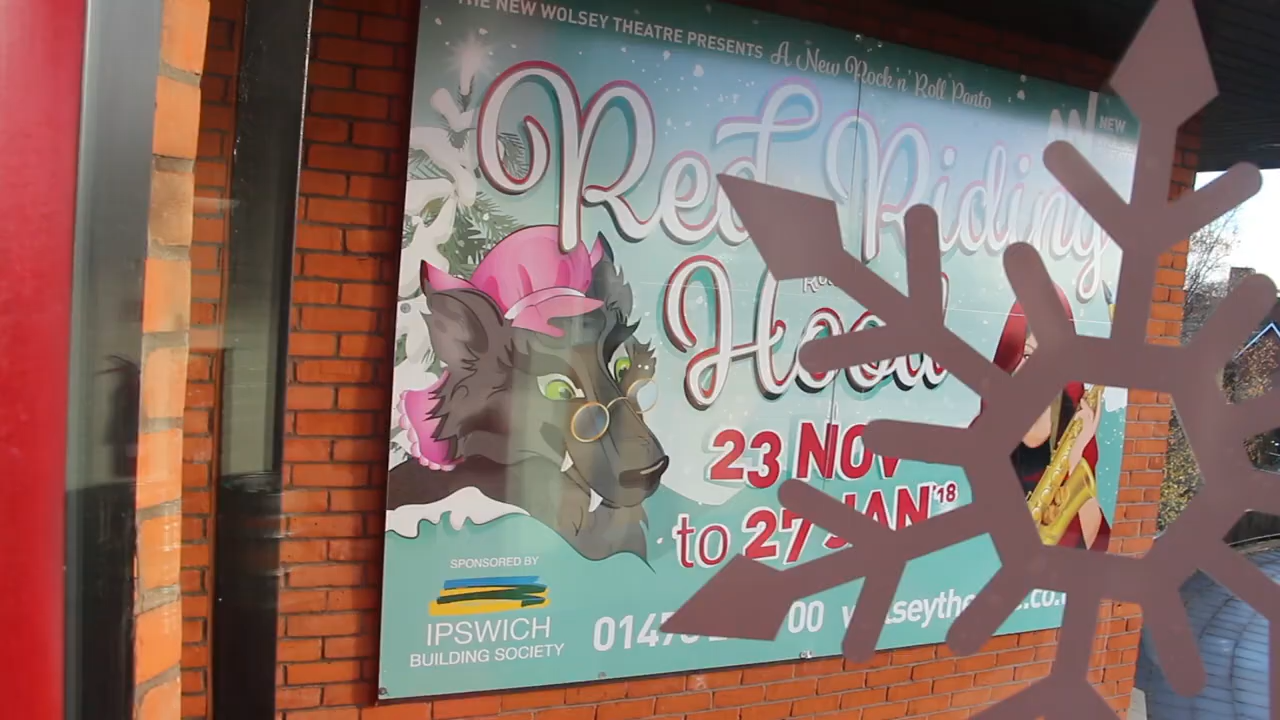 THE NEW WOLSEY THEATRE PRESENTS A New Rock 'n' Roll Panto
NEW
Red Riding
Hood
23 NOV
to 27 JAN '18
SPONSORED BY
IPSWICH
BUILDING SOCIETY